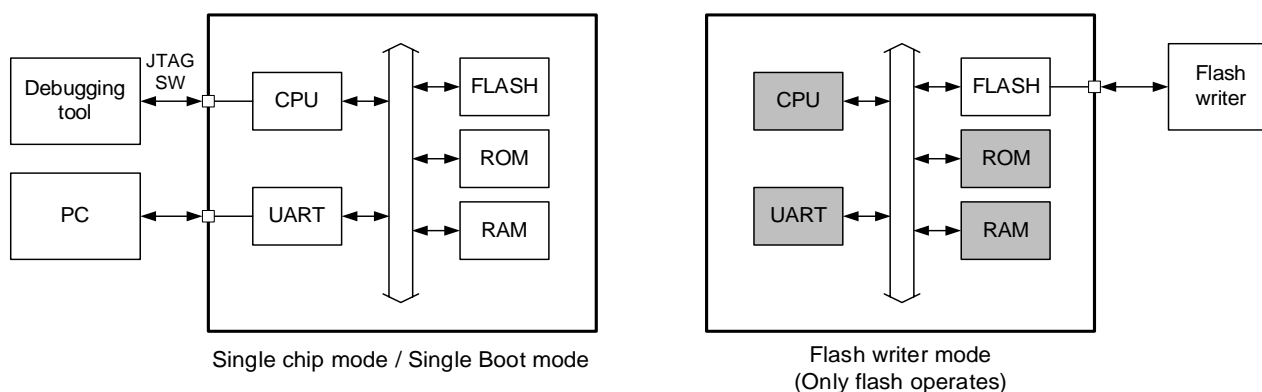 JTAG
SW
Debugging
tool
CPU
FLASH
ROM
PC
UART
RAM
Single chip mode / Single Boot mode
CPU
FLASH
Flash
writer
ROM
UART
RAM
Flash writer mode
(Only flash operates)